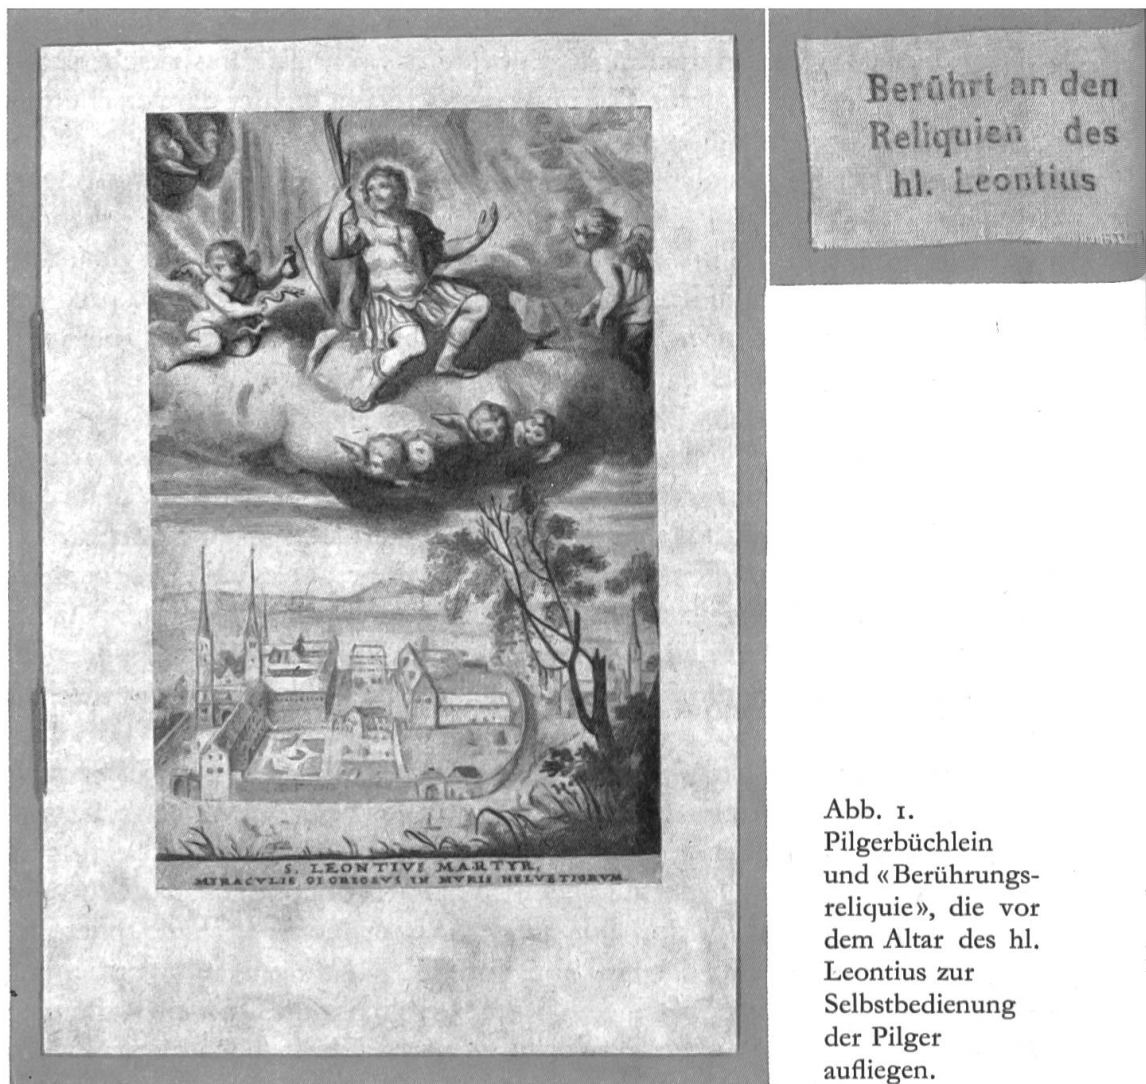 Berührt an den
Reliquien des
hl. Leontius
S. LEONTIVS MARTYR,
MIRACVLIS GLORIOSVS IN MVRIS HELVETIORVM
Abb. 1.
Pilgerbüchlein
und «Berührungs-
reliquie», die vor
dem Altar des hl.
Leontius zur
Selbstbedienung
der Pilger
aufliegen.